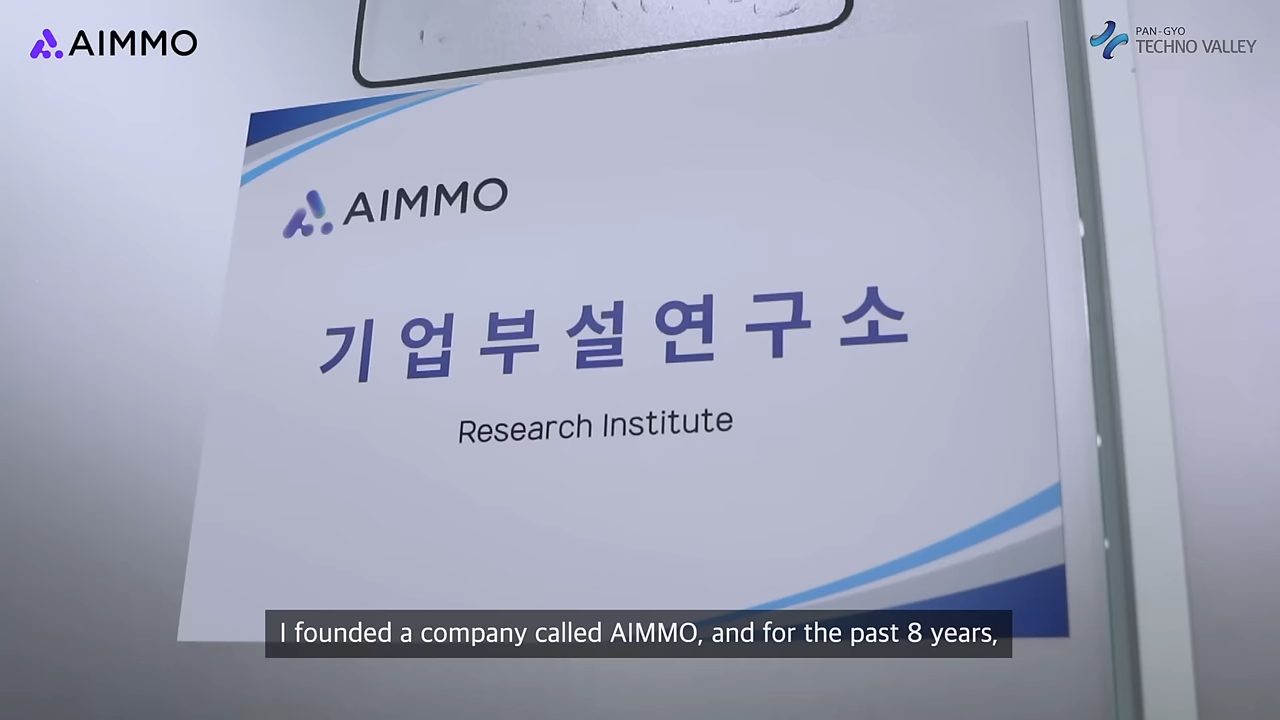 AIMMO
PAN-GYO
TECHNO VALLEY
AIMMO
기업부설연구소
Research Institute
I founded a company called AIMMO, and for the past 8 years,